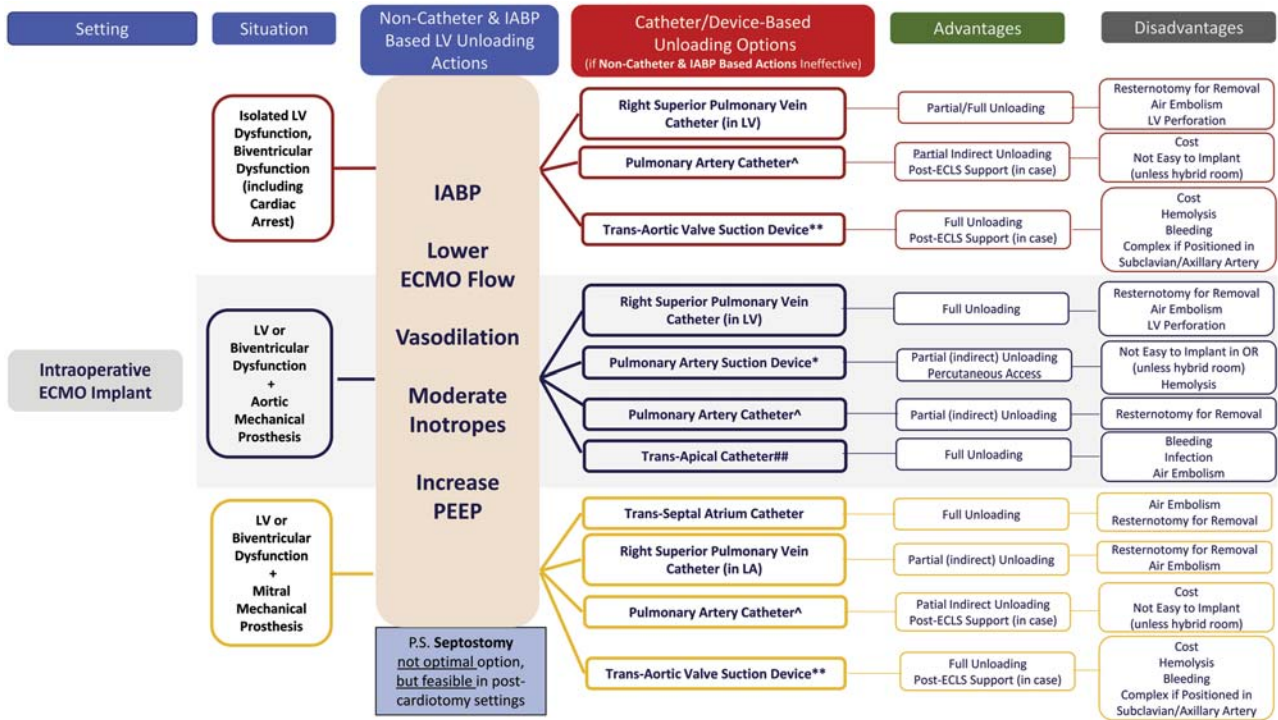 Setting
Situation
Non-Catheter & IABP
Based LV Unloading
Actions
Catheter/Device-Based
Unloading Options
(if Non-Catheter & IABP Based Actions Ineffective)
Advantages
Disadvantages
Intraoperative
ECMO Implant
Isolated LV
Dysfunction,
Biventricular
Dysfunction
(including
Cardiac
Arrest)
IABP
Lower
ECMO Flow
Vasodilation
Moderate
Inotropes
Increase
PEEP
P.S. Septostomy
not optimal option,
but feasible in post-
cardiotomy settings
Right Superior Pulmonary Vein
Catheter (in LV)
Partial/Full Unloading
Resternotomy for Removal
Air Embolism
LV Perforation
Pulmonary Artery Catheter^
Partial Indirect Unloading
Post-ECLS Support (in case)
Cost
Not Easy to Implant
(unless hybrid room)
Trans-Aortic Valve Suction Device**
Full Unloading
Post-ECLS Support (in case)
Cost
Hemolysis
Bleeding
Complex if Positioned in
Subclavian/Axillary Artery
LV or
Biventricular
Dysfunction
+
Aortic
Mechanical
Prosthesis
Right Superior Pulmonary Vein
Catheter (in LV)
Full Unloading
Resternotomy for Removal
Air Embolism
LV Perforation
Pulmonary Artery Suction Device*
Partial (indirect) Unloading
Percutaneous Access
Not Easy to Implant in OR
(unless hybrid room)
Hemolysis
Pulmonary Artery Catheter^
Partial (indirect) Unloading
Resternotomy for Removal
Trans-Apical Catheter##
Full Unloading
Bleeding
Infection
Air Embolism
LV or
Biventricular
Dysfunction
+
Mitral
Mechanical
Prosthesis
Trans-Septal Atrium Catheter
Full Unloading
Air Embolism
Resternotomy for Removal
Right Superior Pulmonary Vein
Catheter (in LA)
Partial (indirect) Unloading
Resternotomy for Removal
Air Embolism
Pulmonary Artery Catheter^
Patial Indirect Unloading
Post-ECLS Support (in case)
Cost
Not Easy to Implant
(unless hybrid room)
Trans-Aortic Valve Suction Device**
Full Unloading
Post-ECLS Support (in case)
Cost
Hemolysis
Bleeding
Complex if Positioned in
Subclavian/Axillary Artery